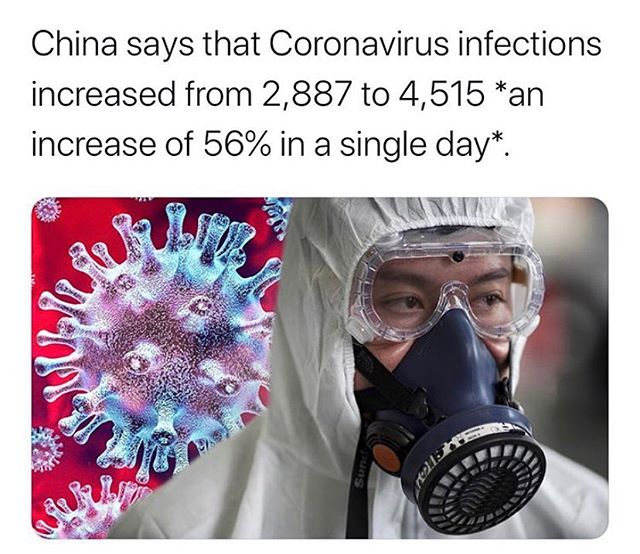 China says that Coronavirus infections
increased from 2,887 to 4,515 *an
increase of 56% in a single day*.